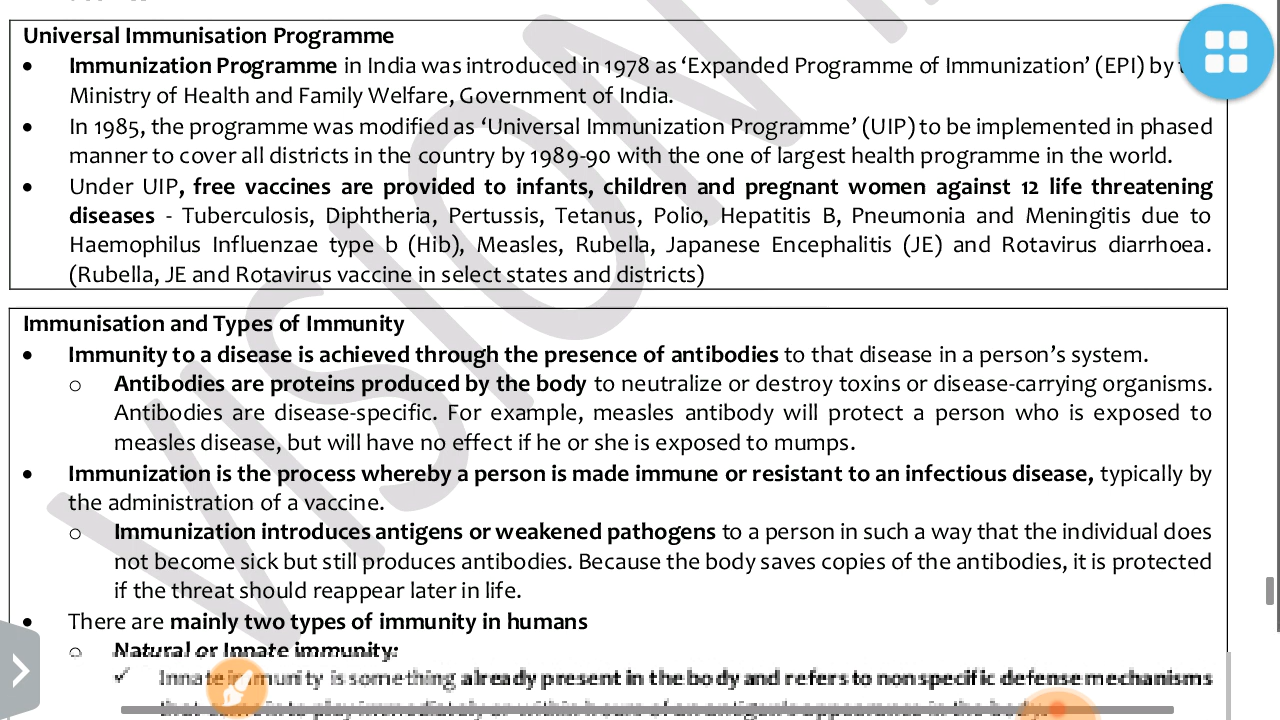 Universal Immunisation Programme
• Immunization Programme in India was introduced in 1978 as ‘Expanded Programme of Immunization’ (EPI) by
Ministry of Health and Family Welfare, Government of India.
• In 1985, the programme was modified as ‘Universal Immunization Programme’ (UIP) to be implemented in phased
manner to cover all districts in the country by 1989-90 with the one of largest health programme in the world.
• Under UIP, free vaccines are provided to infants, children and pregnant women against 12 life threatening
diseases - Tuberculosis, Diphtheria, Pertussis, Tetanus, Polio, Hepatitis B, Pneumonia and Meningitis due to
Haemophilus Influenzae type b (Hib), Measles, Rubella, Japanese Encephalitis (JE) and Rotavirus diarrhoea.
(Rubella, JE and Rotavirus vaccine in select states and districts)
Immunisation and Types of Immunity
• Immunity to a disease is achieved through the presence of antibodies to that disease in a person’s system.
o Antibodies are proteins produced by the body to neutralize or destroy toxins or disease-carrying organisms.
Antibodies are disease-specific. For example, measles antibody will protect a person who is exposed to
measles disease, but will have no effect if he or she is exposed to mumps.
• Immunization is the process whereby a person is made immune or resistant to an infectious disease, typically by
the administration of a vaccine.
o Immunization introduces antigens or weakened pathogens to a person in such a way that the individual does
not become sick but still produces antibodies. Because the body saves copies of the antibodies, it is protected
if the threat should reappear later in life.
• There are mainly two types of immunity in humans
o Natural or Innate immunity:
✓ Innate immunity is something already present in the body and refers to nonspecific defense mechanisms
VISION